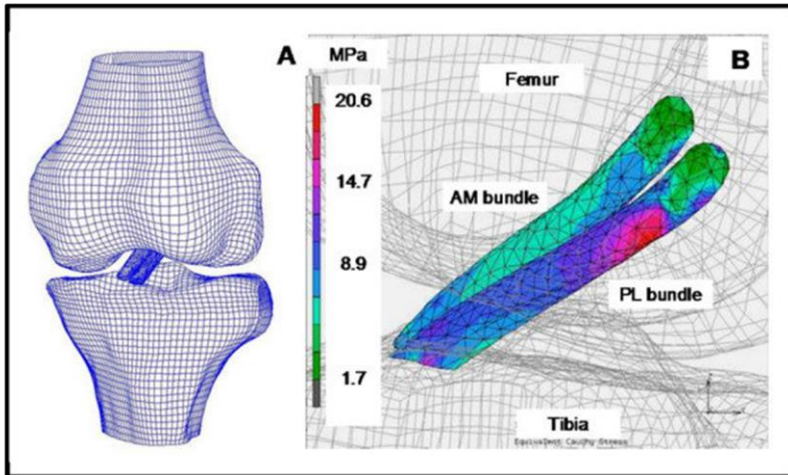 A
MPa
B
20.6
Femur
14.7
AM bundle
8.9
PL bundle
1.7
Tibia
Equivalent Cauchy Stress